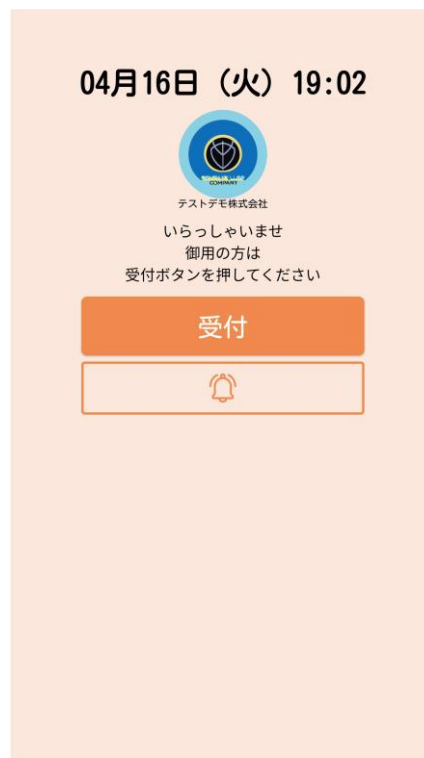 04月16日（火）19:02
COMPANY
テストデモ株式会社
いらっしゃいませ
御用の方は
受付ボタンを押してください
受付